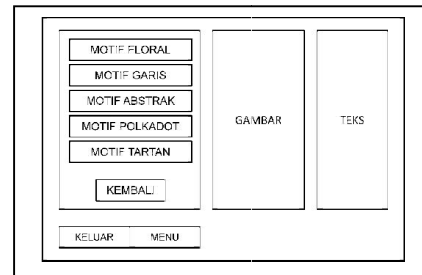 MOTIF FLORAL
MOTIF GARIS
MOTIF ABSTRAK
MOTIF POLKADOT
MOTIF TARTAN
KEMBALI
GAMBAR
TEKS
KELUAR MENU